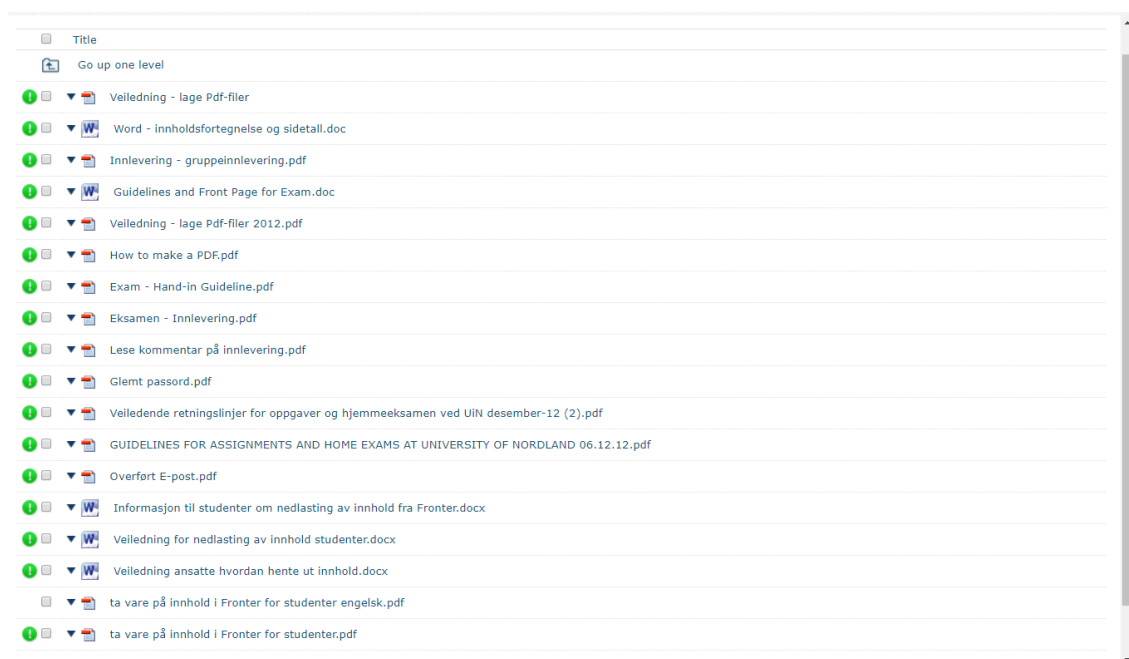 Title
Go up one level
Veiledning - lage Pdf-filer
Word - innholdsfortegnelse og sidetall.doc
Innlevering - gruppeinnlevering.pdf
Guidelines and Front Page for Exam.doc
Veiledning - lage Pdf-filer 2012.pdf
How to make a PDF.pdf
Exam - Hand-in Guideline.pdf
Eksamen - Innlevering.pdf
Lese kommentar på innlevering.pdf
Glemt passord.pdf
Veiledende retningslinjer for oppgaver og hjemmeeksamen ved UiN desember-12 (2).pdf
GUIDELINES FOR ASSIGNMENTS AND HOME EXAMS AT UNIVERSITY OF NORDLAND 06.12.12.pdf
Overført E-post.pdf
Informasjon til studenter om nedlasting av innhold fra Fronter.docx
Veiledning for nedlasting av innhold studenter.docx
Veiledning ansatte hvordan hente ut innhold.docx
ta vare på innhold i Fronter for studenter engelsk.pdf
ta vare på innhold i Fronter for studenter.pdf